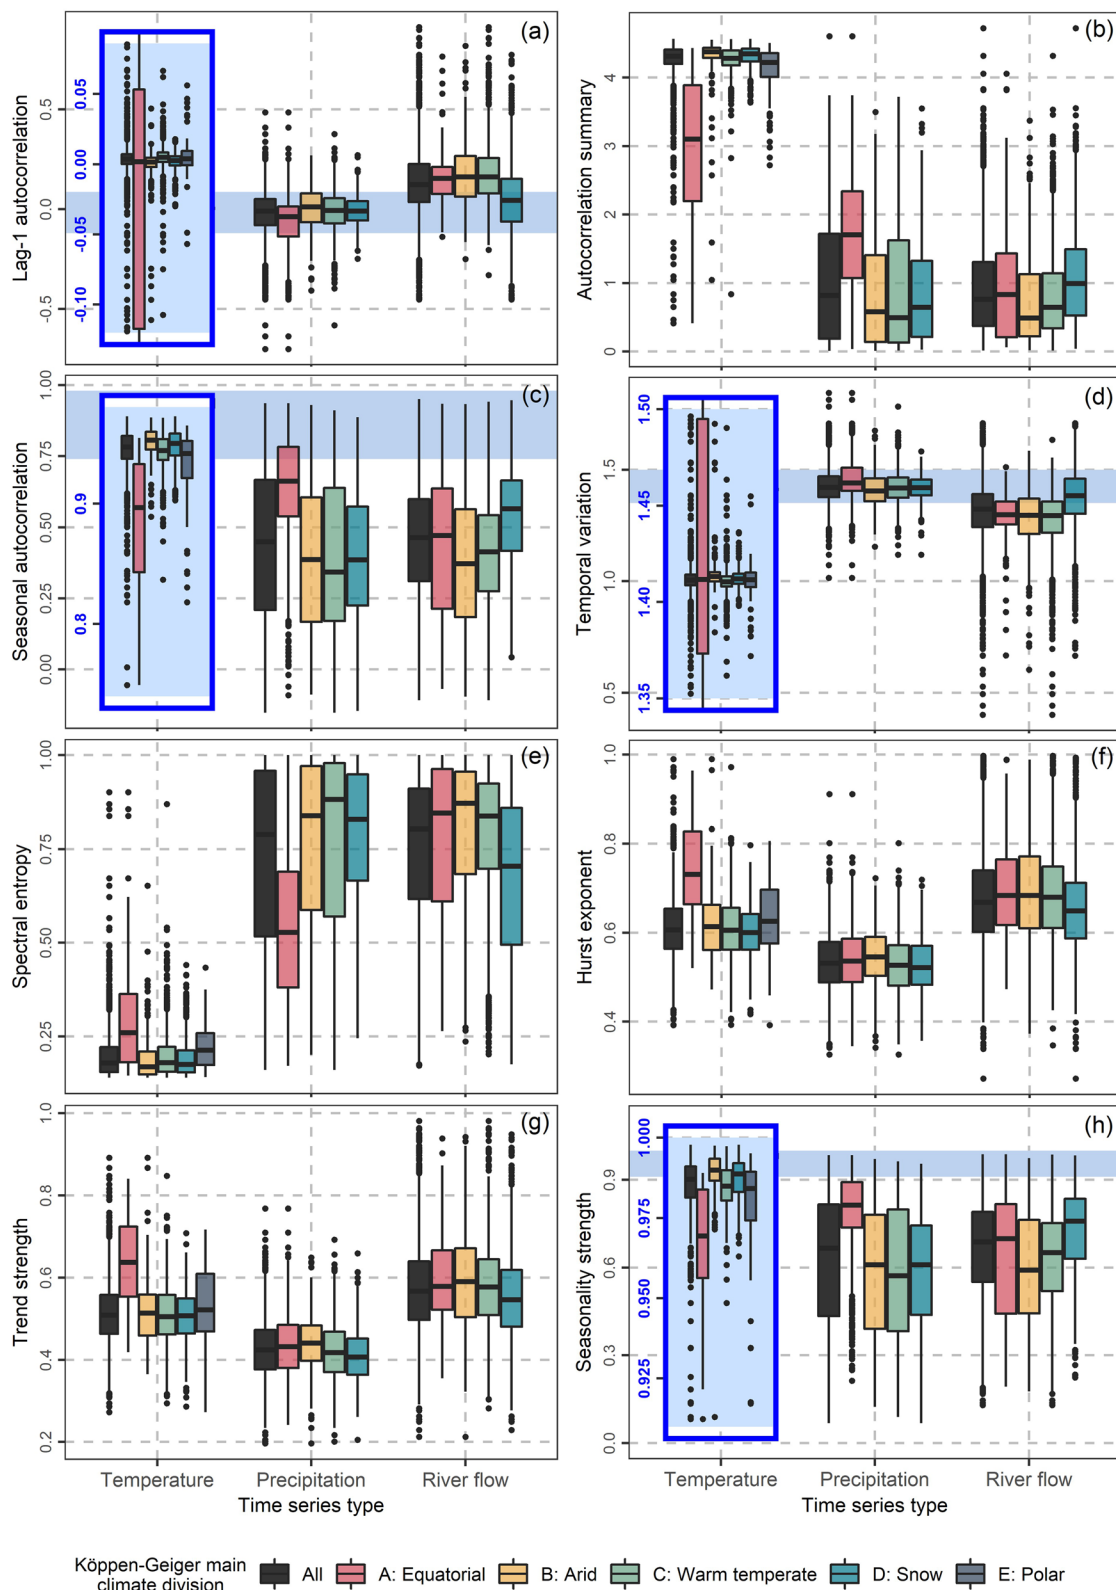 (a)
Lag-1 autocorrelation
0.5
0.0
-0.5
0.05
0.00
-0.05
-0.10
(b)
Autocorrelation summary
4
3
2
1
0
(c)
Seasonal autocorrelation
1.00
0.75
0.50
0.25
0.00
0.9
0.8
(d)
Temporal variation
1.5
1.0
0.5
1.50
1.45
1.40
1.35
(e)
Spectral entropy
1.00
0.75
0.50
0.25
(f)
Hurst exponent
1.0
0.8
0.6
0.4
(g)
Trend strength
1.0
0.8
0.6
0.4
0.2
(h)
Seasonality strength
0.9
0.6
0.3
0.0
1.000
0.975
0.950
0.925
Temperature Precipitation River flow
Time series type
Temperature Precipitation River flow
Time series type
Köppen-Geiger main
climate division
All A: Equatorial B: Arid C: Warm temperate D: Snow E: Polar